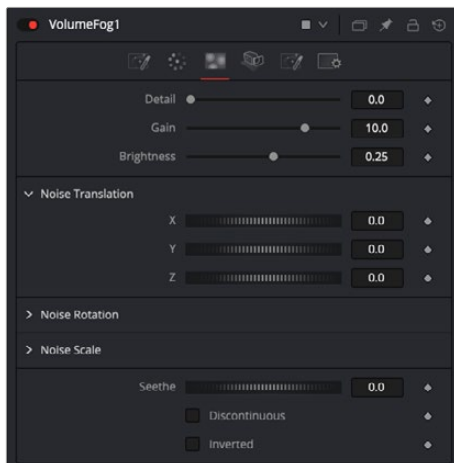 VolumeFog1
Detail 0.0
Gain 10.0
Brightness 0.25
Noise Translation
X 0.0
Y 0.0
Z 0.0
Noise Rotation
Noise Scale
Seethe 0.0
Discontinuous
Inverted